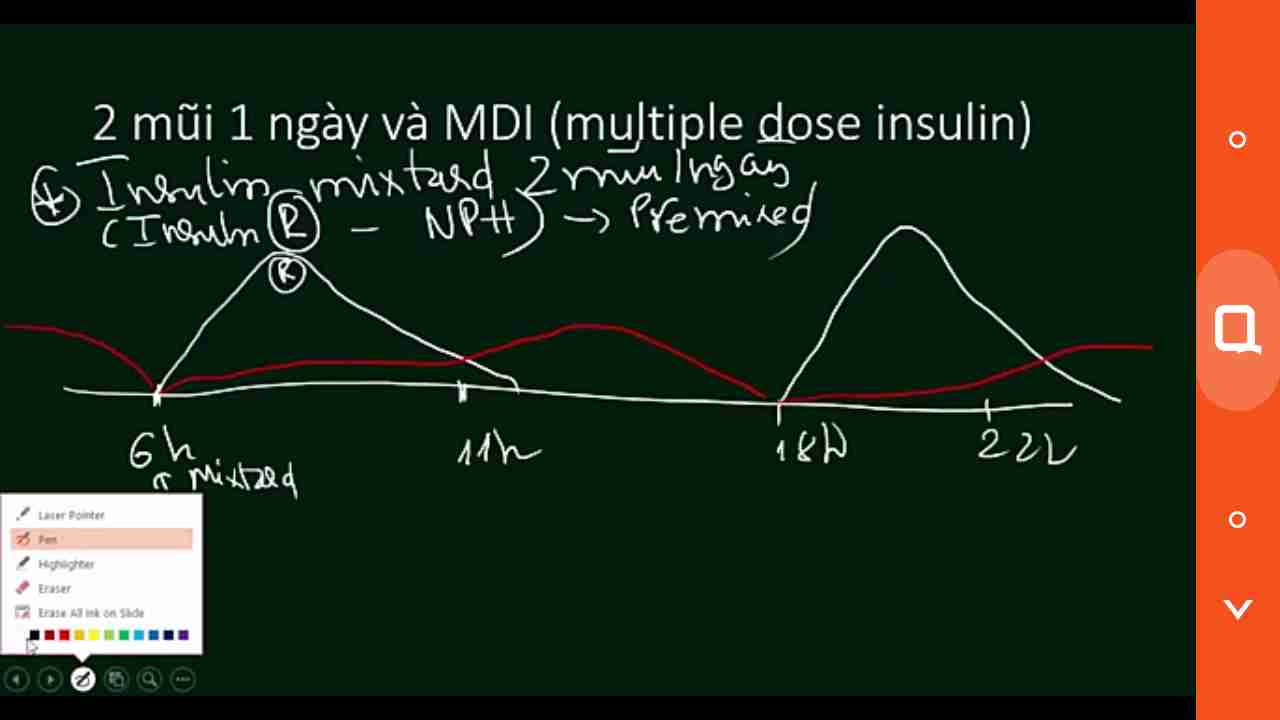 2 mũi 1 ngày và MDI (multiple dose insulin)
Insulin mixtard 2 mũi 1 ngày
(Insulin R - NPH) → Premixed
R
6h 11h 18h 22h
↑ mixtard
Laser Pointer
Pen
Highlighter
Eraser
Erase All Ink on Slide